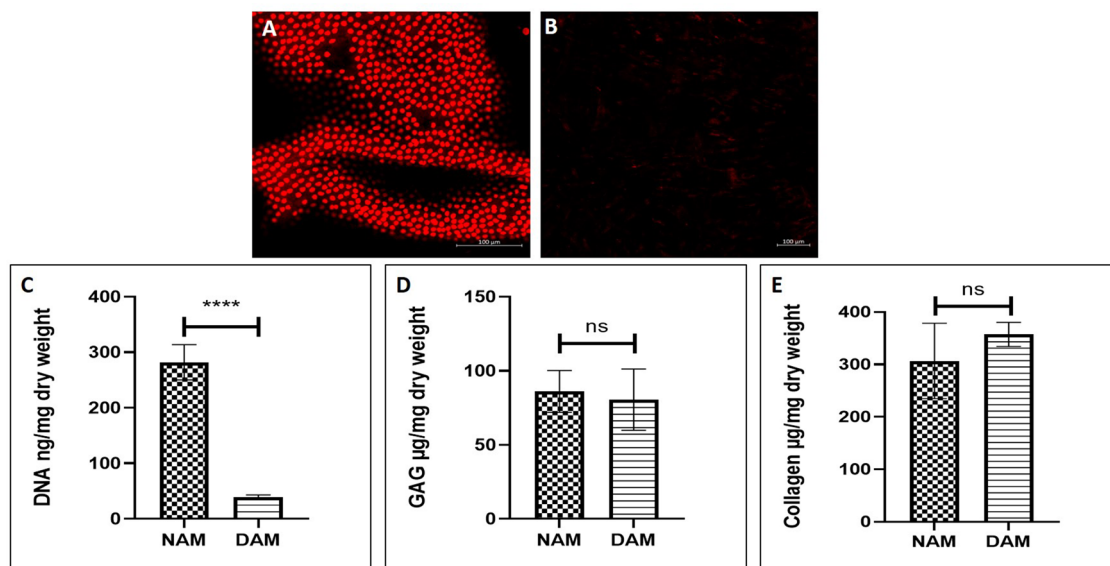 A
B
100 μm
100 μm
C
DNA ng/mg dry weight
400
300
200
100
0
****
NAM
DAM
D
GAG μg/mg dry weight
150
100
50
0
ns
NAM
DAM
E
Collagen μg/mg dry weight
400
300
200
100
0
ns
NAM
DAM